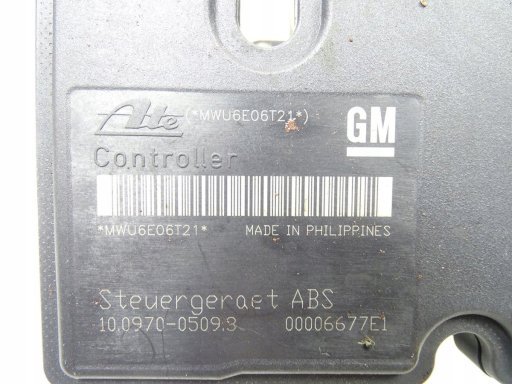 Ate (*MWU6E06T21*) GM
Controller
*MWU6E06T21* MADE IN PHILIPPINES
Steuergeraet ABS
10.0970-0509.3 00006677E1